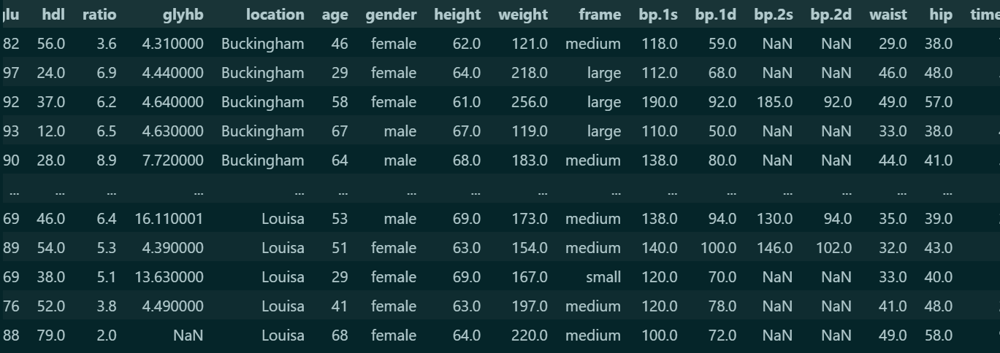 glu hdl ratio glyhb location age gender height weight frame bp.1s bp.1d bp.2s bp.2d waist hip time
82 56.0 3.6 4.310000 Buckingham 46 female 62.0 121.0 medium 118.0 59.0 NaN NaN 29.0 38.0
97 24.0 6.9 4.440000 Buckingham 29 female 64.0 218.0 large 112.0 68.0 NaN NaN 46.0 48.0
92 37.0 6.2 4.640000 Buckingham 58 female 61.0 256.0 large 190.0 92.0 185.0 92.0 49.0 57.0
93 12.0 6.5 4.630000 Buckingham 67 male 67.0 119.0 large 110.0 50.0 NaN NaN 33.0 38.0
90 28.0 8.9 7.720000 Buckingham 64 male 68.0 183.0 medium 138.0 80.0 NaN NaN 44.0 41.0
... ... ... ... ... ... ... ... ... ... ... ... ... ... ... ...
69 46.0 6.4 16.110001 Louisa 53 male 69.0 173.0 medium 138.0 94.0 130.0 94.0 35.0 39.0
89 54.0 5.3 4.390000 Louisa 51 female 63.0 154.0 medium 140.0 100.0 146.0 102.0 32.0 43.0
69 38.0 5.1 13.630000 Louisa 29 female 69.0 167.0 small 120.0 70.0 NaN NaN 33.0 40.0
76 52.0 3.8 4.490000 Louisa 41 female 63.0 197.0 medium 120.0 78.0 NaN NaN 41.0 48.0
88 79.0 2.0 NaN Louisa 68 female 64.0 220.0 medium 100.0 72.0 NaN NaN 49.0 58.0